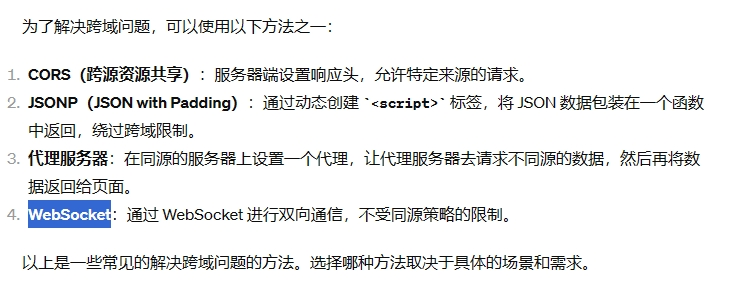 为了解决跨域问题，可以使用以下方法之一：
1. CORS（跨源资源共享）：服务器端设置响应头，允许特定来源的请求。
2. JSONP（JSON with Padding）：通过动态创建 `<script>` 标签，将 JSON 数据包装在一个函数
中返回，绕过跨域限制。
3. 代理服务器：在同源的服务器上设置一个代理，让代理服务器去请求不同源的数据，然后再将数
据返回给页面。
4. WebSocket：通过 WebSocket 进行双向通信，不受同源策略的限制。
以上是一些常见的解决跨域问题的方法。选择哪种方法取决于具体的场景和需求。